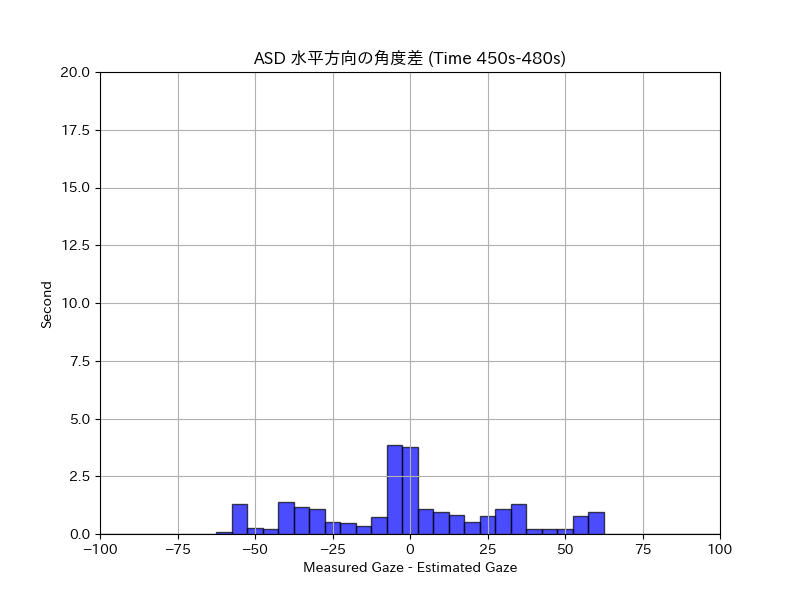 ASD 水平方向の角度差 (Time 450s-480s)
20.0
17.5
15.0
12.5
10.0
7.5
5.0
2.5
0.0
Second
−100 −75 −50 −25 0 25 50 75 100
Measured Gaze - Estimated Gaze